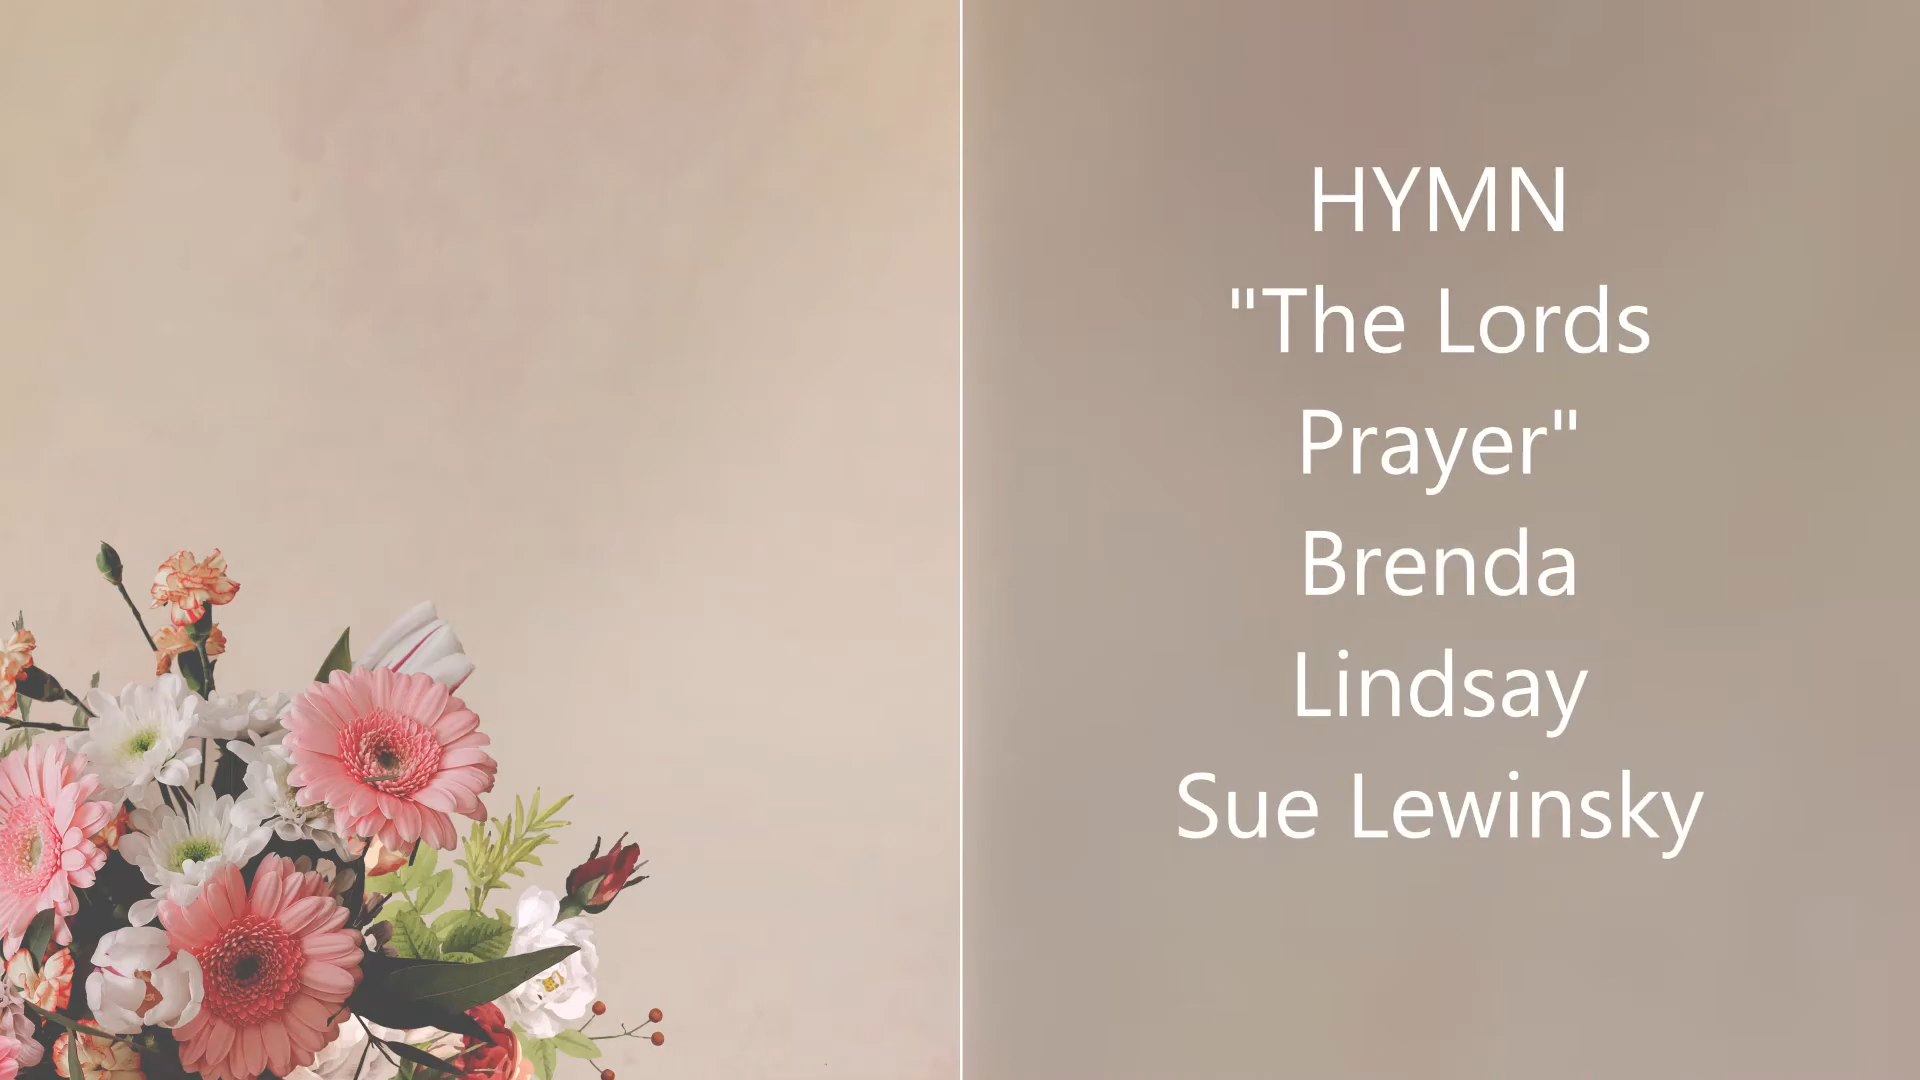 HYMN
"The Lords
Prayer"
Brenda
Lindsay
Sue Lewinsky